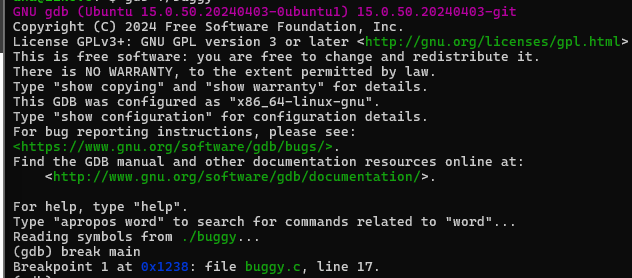 GNU gdb (Ubuntu 15.0.50.20240403-0ubuntu1) 15.0.50.20240403-git
Copyright (C) 2024 Free Software Foundation, Inc.
License GPLv3+: GNU GPL version 3 or later <http://gnu.org/licenses/gpl.html>
This is free software: you are free to change and redistribute it.
There is NO WARRANTY, to the extent permitted by law.
Type "show copying" and "show warranty" for details.
This GDB was configured as "x86_64-linux-gnu".
Type "show configuration" for configuration details.
For bug reporting instructions, please see:
<https://www.gnu.org/software/gdb/bugs/>.
Find the GDB manual and other documentation resources online at:
<http://www.gnu.org/software/gdb/documentation/>.
For help, type "help".
Type "apropos word" to search for commands related to "word"...
Reading symbols from ./buggy...
(gdb) break main
Breakpoint 1 at 0x1238: file buggy.c, line 17.